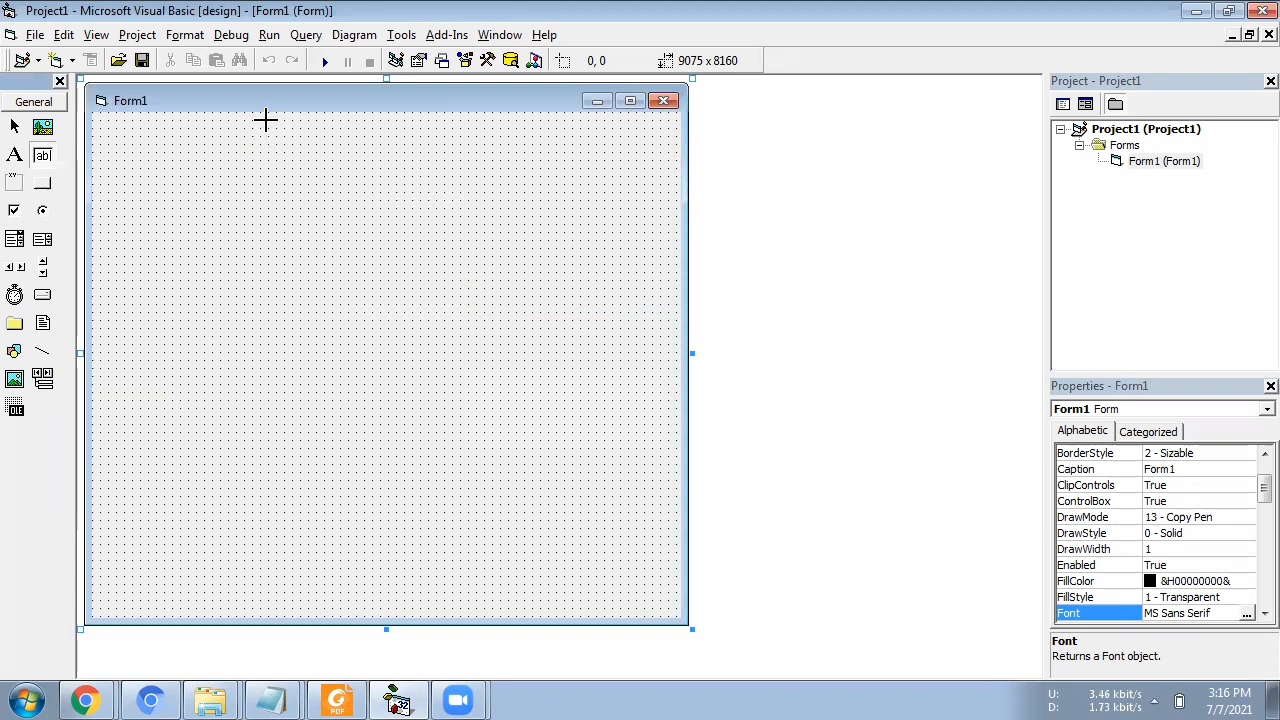 Project1 - Microsoft Visual Basic [design] - [Form1 (Form)]
File Edit View Project Format Debug Run Query Diagram Tools Add-Ins Window Help
0, 0 9075 x 8160
General
A ab|
OLE
Form1
Project - Project1
Project1 (Project1)
Forms
Form1 (Form1)
Properties - Form1
Form1 Form
Alphabetic Categorized
BorderStyle 2 - Sizable
Caption Form1
ClipControls True
ControlBox True
DrawMode 13 - Copy Pen
DrawStyle 0 - Solid
DrawWidth 1
Enabled True
FillColor &H00000000&
FillStyle 1 - Transparent
Font MS Sans Serif ...
Font
Returns a Font object.
PDF
32
U: 3.46 kbit/s
D: 1.73 kbit/s
3:16 PM
7/7/2021